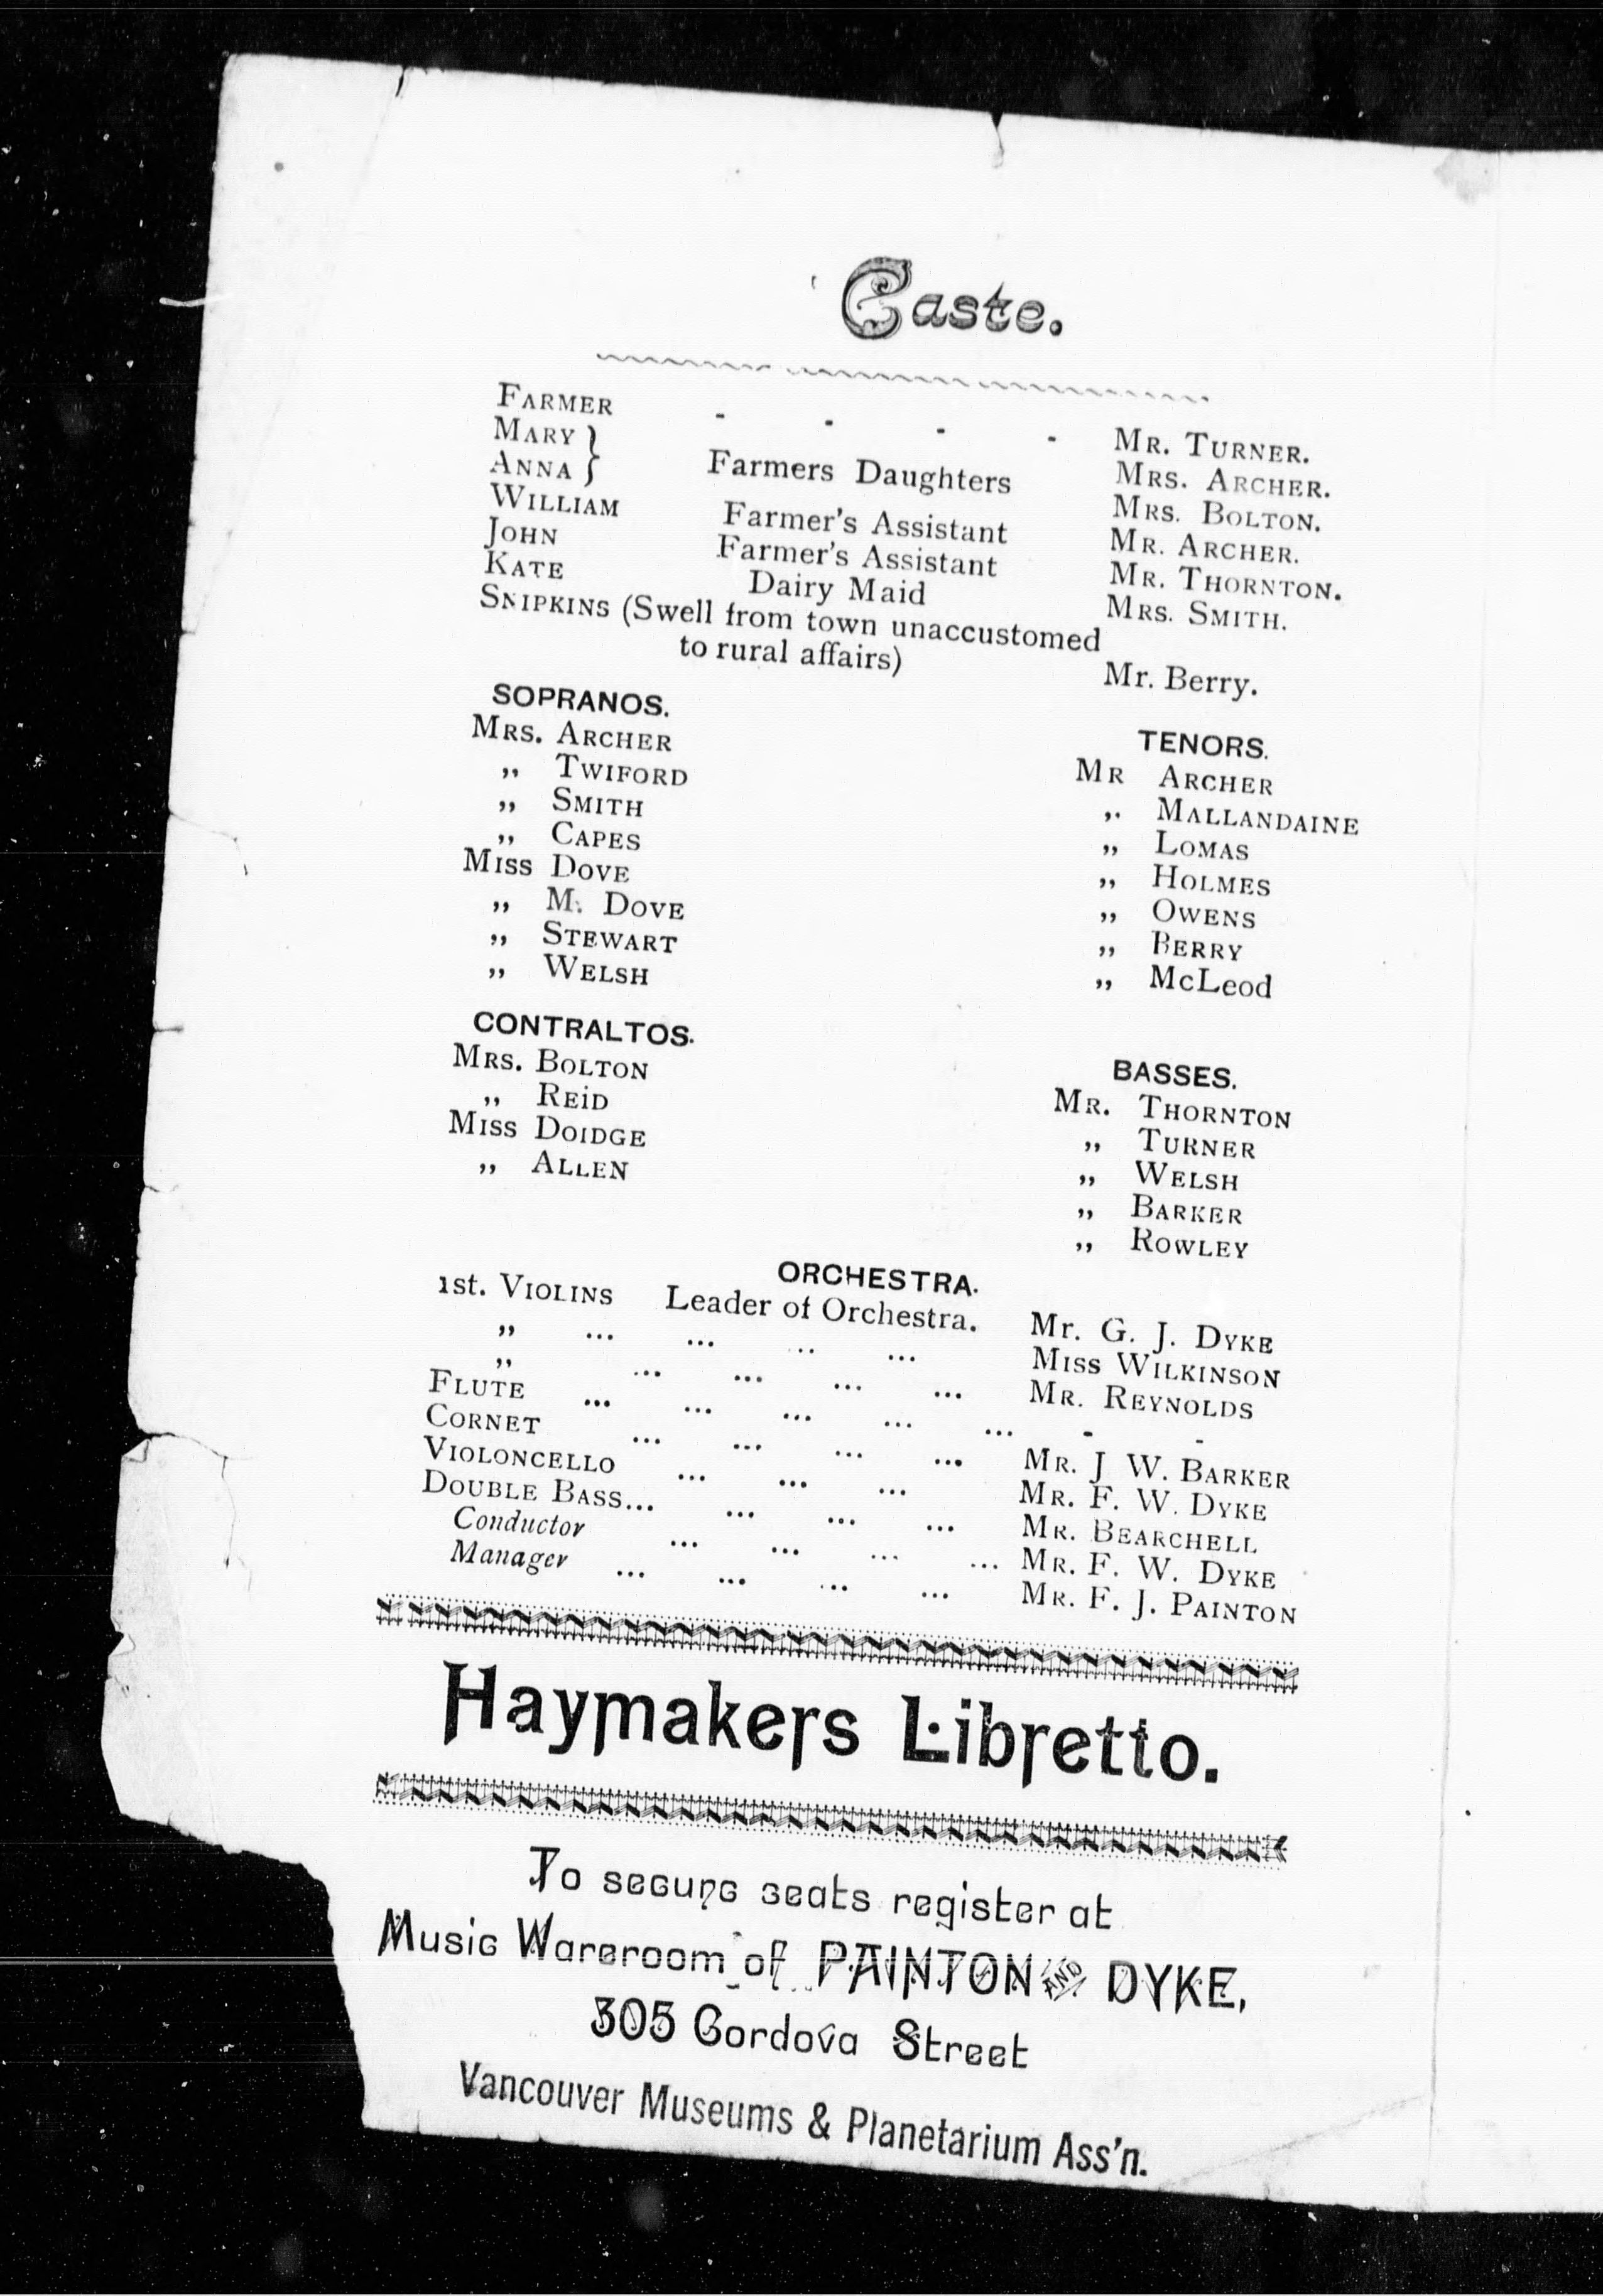 Caste.
FARMER - - - - MR. TURNER.
MARY } MRS. ARCHER.
ANNA } Farmers Daughters MRS. BOLTON.
WILLIAM Farmer's Assistant MR. ARCHER.
JOHN Farmer's Assistant MR. THORNTON.
KATE Dairy Maid MRS. SMITH.
SNIPKINS (Swell from town unaccustomed
to rural affairs) Mr. Berry.
SOPRANOS.
MRS. ARCHER
„ TWIFORD
„ SMITH
„ CAPES
MISS DOVE
„ M. DOVE
„ STEWART
„ WELSH
TENORS.
MR ARCHER
„ MALLANDAINE
„ LOMAS
„ HOLMES
„ OWENS
„ BERRY
„ McLeod
CONTRALTOS.
MRS. BOLTON
„ REID
MISS DOIDGE
„ ALLEN
BASSES.
MR. THORNTON
„ TURNER
„ WELSH
„ BARKER
„ ROWLEY
ORCHESTRA.
1st. VIOLINS Leader of Orchestra. Mr. G. J. DYKE
„ ... ... ... ... MISS WILKINSON
„ ... ... ... ... MR. REYNOLDS
FLUTE ... ... ... ... ... - -
CORNET ... ... ... ... MR. J W. BARKER
VIOLONCELLO ... ... ... MR. F. W. DYKE
DOUBLE BASS... ... ... ... MR. BEARCHELL
Conductor ... ... ... ... MR. F. W. DYKE
Manager ... ... ... ... MR. F. J. PAINTON
Haymakers Libretto.
To secure seats register at
Music Wareroom of PAINTON AND DYKE,
305 Cordova Street
Vancouver Museums & Planetarium Ass'n.